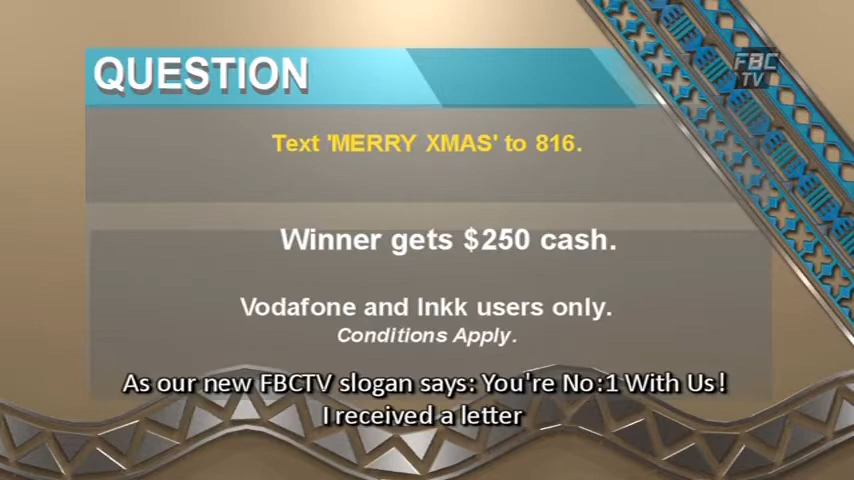 QUESTION
FBC
TV
Text 'MERRY XMAS' to 816.
Winner gets $250 cash.
Vodafone and Inkk users only.
Conditions Apply.
As our new FBCTV slogan says: You're No:1 With Us!
I received a letter